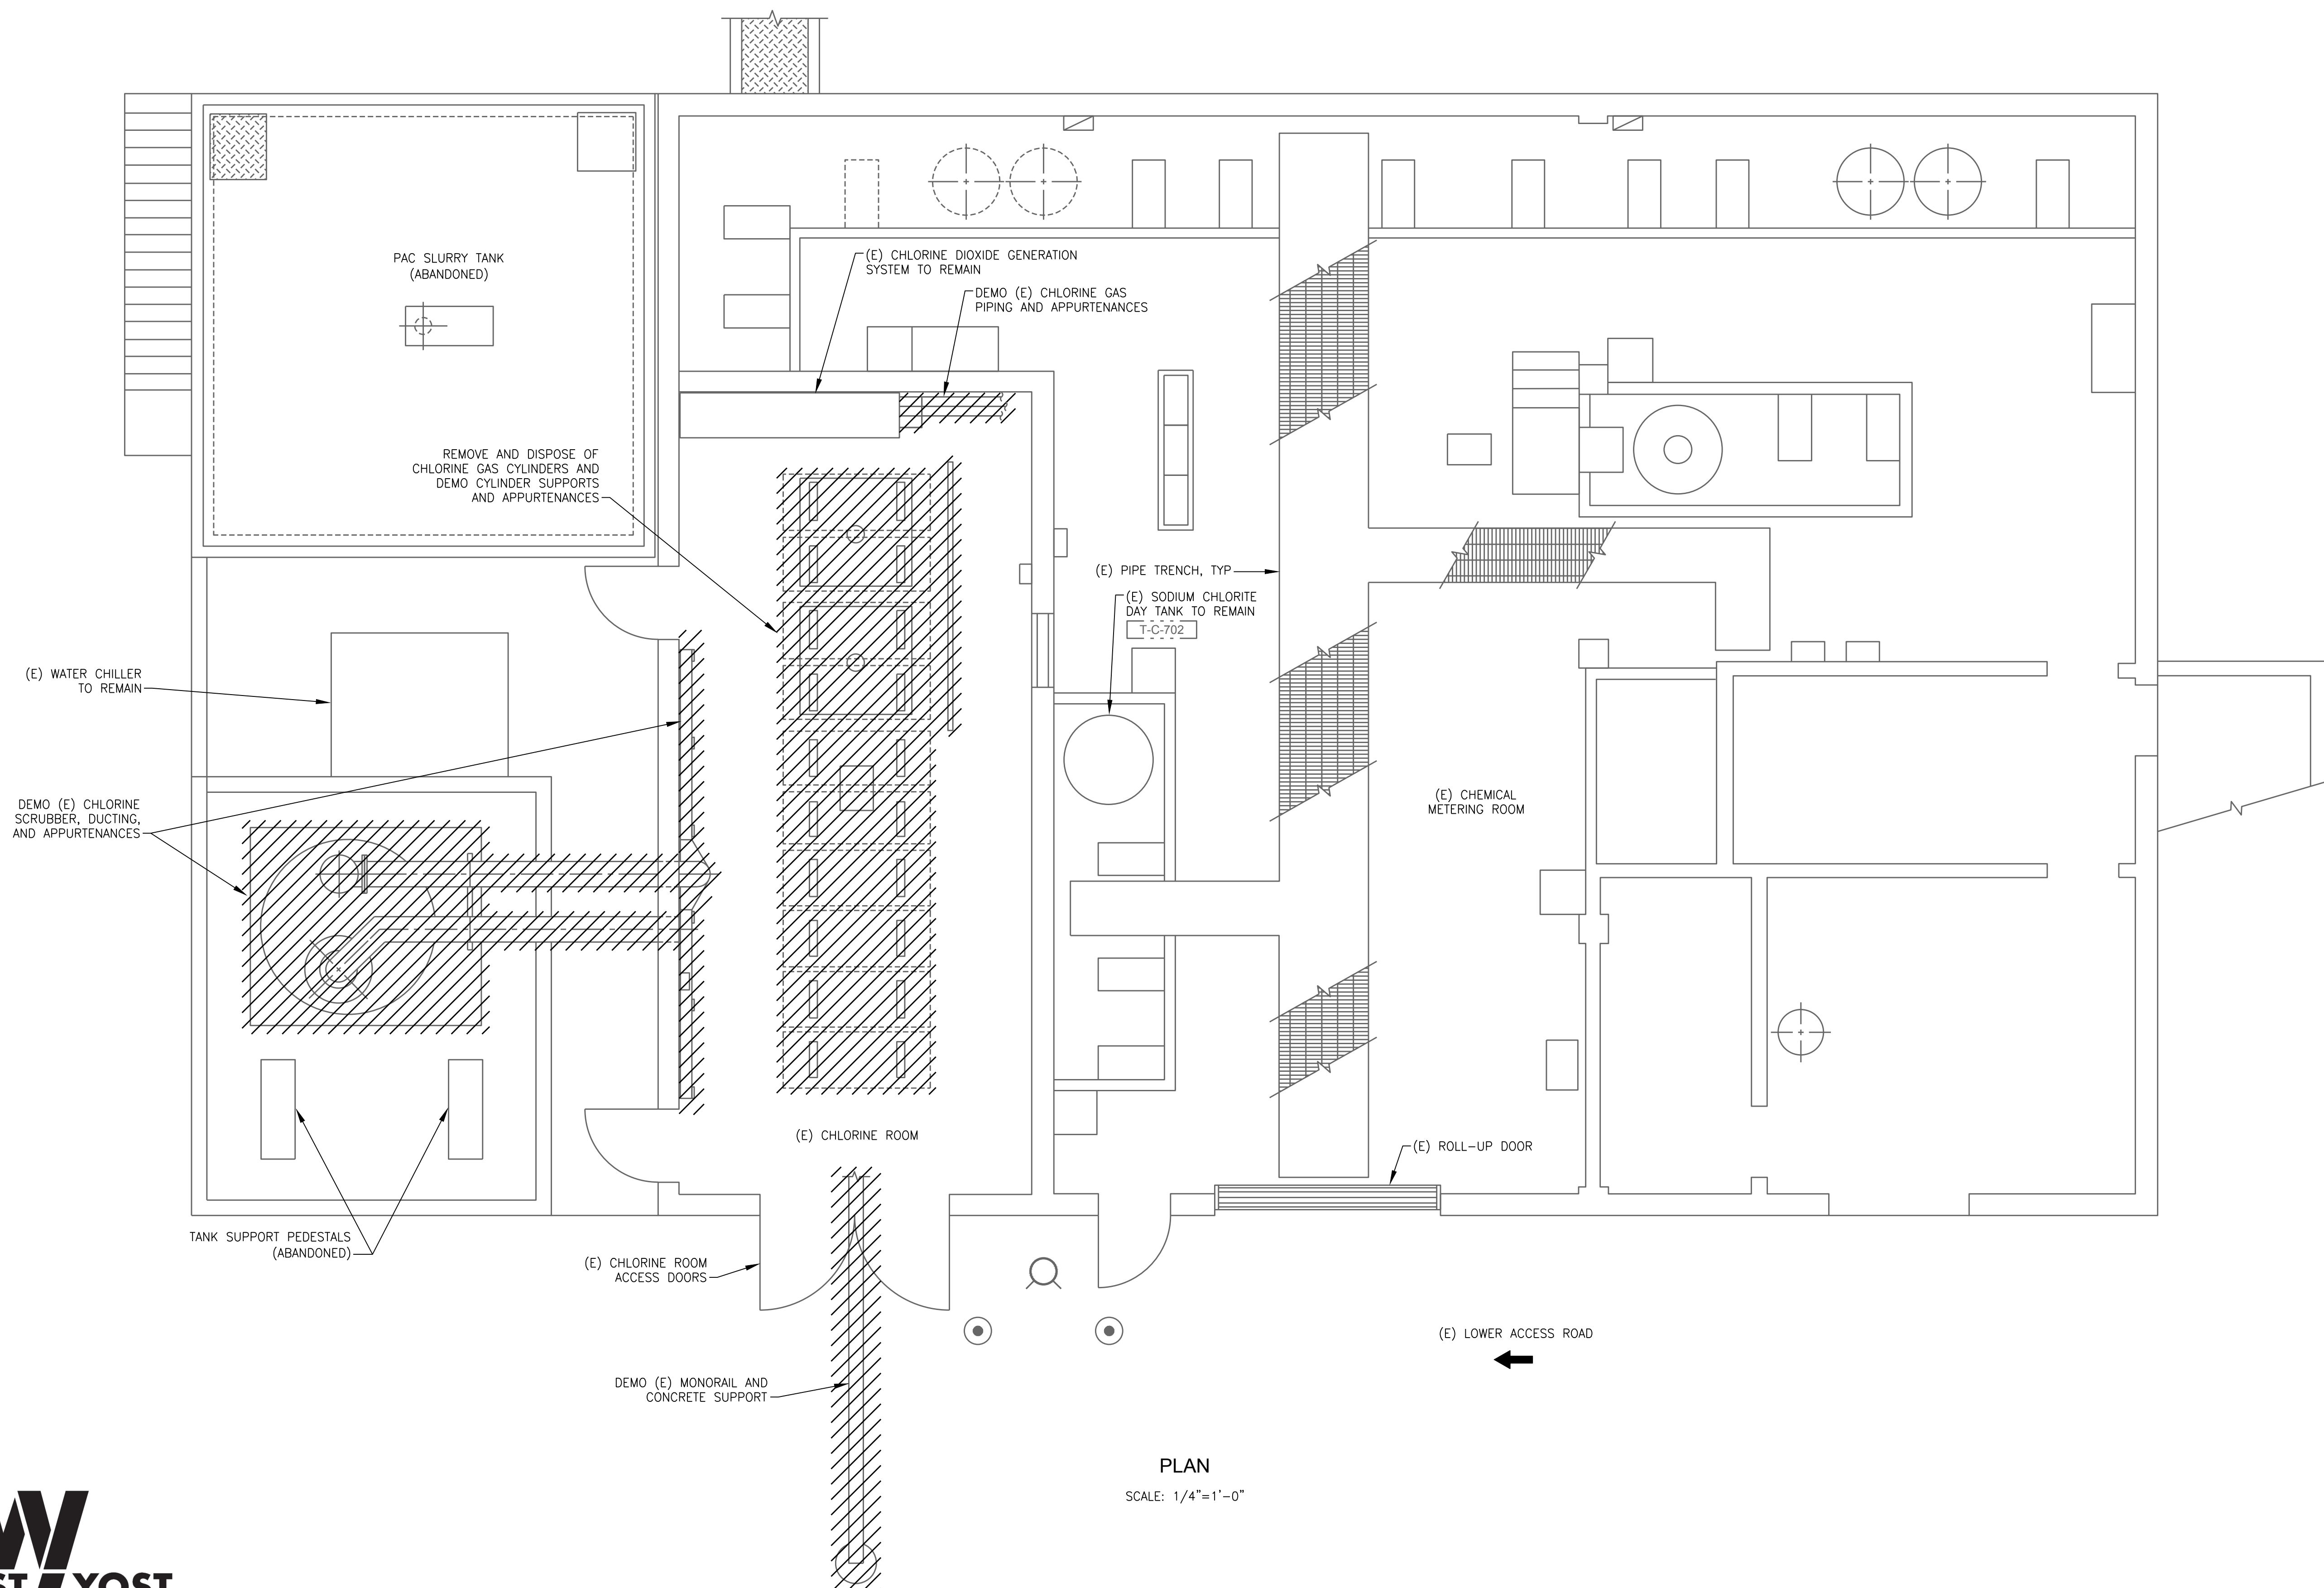 PAC SLURRY TANK
(ABANDONED)
(E) CHLORINE DIOXIDE GENERATION
SYSTEM TO REMAIN
DEMO (E) CHLORINE GAS
PIPING AND APPURTENANCES
REMOVE AND DISPOSE OF
CHLORINE GAS CYLINDERS AND
DEMO CYLINDER SUPPORTS
AND APPURTENANCES
(E) PIPE TRENCH, TYP
(E) SODIUM CHLORITE
DAY TANK TO REMAIN
T-C-702
(E) WATER CHILLER
TO REMAIN
DEMO (E) CHLORINE
SCRUBBER, DUCTING,
AND APPURTENANCES
(E) CHEMICAL
METERING ROOM
(E) CHLORINE ROOM
(E) ROLL-UP DOOR
TANK SUPPORT PEDESTALS
(ABANDONED)
(E) CHLORINE ROOM
ACCESS DOORS
(E) LOWER ACCESS ROAD
DEMO (E) MONORAIL AND
CONCRETE SUPPORT
PLAN
SCALE: 1/4"=1'-0"
YOST